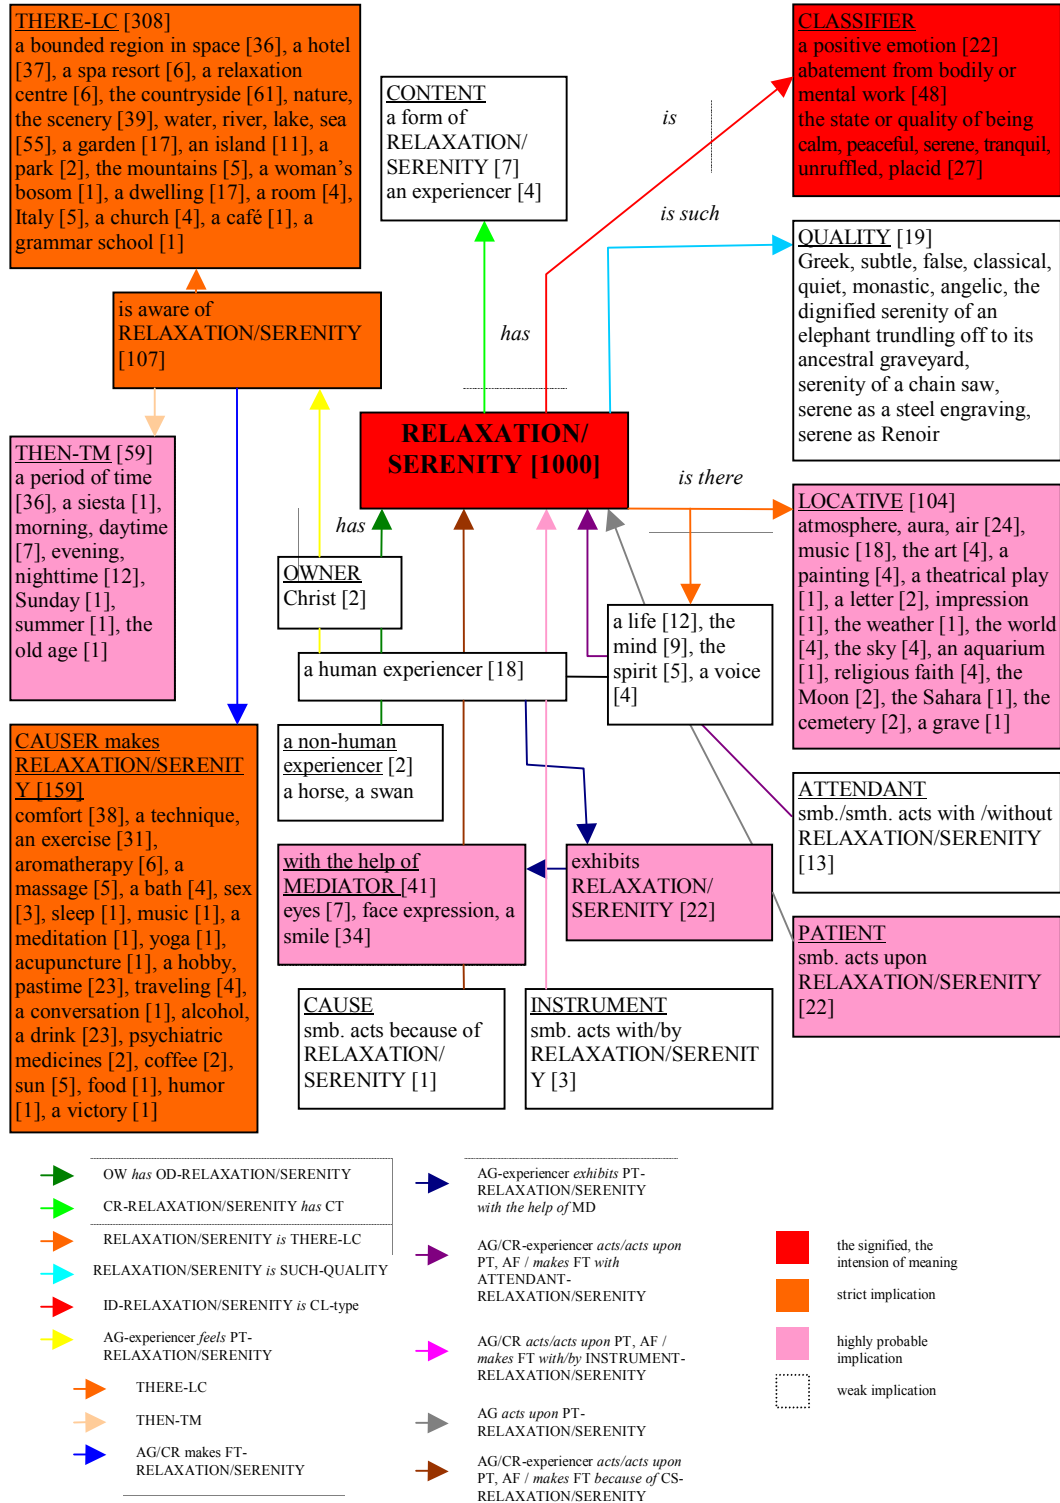 THERE-LC [308]
a bounded region in space [36], a hotel
[37], a spa resort [6], a relaxation
centre [6], the countryside [61], nature,
the scenery [39], water, river, lake, sea
[55], a garden [17], an island [11], a
park [2], the mountains [5], a woman's
bosom [1], a dwelling [17], a room [4],
Italy [5], a church [4], a café [1], a
grammar school [1]
CONTENT
a form of
RELAXATION/
SERENITY [7]
an experiencer [4]
is
CLASSIFIER
a positive emotion [22]
abatement from bodily or
mental work [48]
the state or quality of being
calm, peaceful, serene, tranquil,
unruffled, placid [27]
is such
QUALITY [19]
Greek, subtle, false, classical,
quiet, monastic, angelic, the
dignified serenity of an
elephant trundling off to its
ancestral graveyard,
serenity of a chain saw,
serene as a steel engraving,
serene as Renoir
is aware of
RELAXATION/SERENITY
[107]
has
RELAXATION/
SERENITY [1000]
is there
THEN-TM [59]
a period of time
[36], a siesta [1],
morning, daytime
[7], evening,
nighttime [12],
Sunday [1],
summer [1], the
old age [1]
has
OWNER
Christ [2]
a human experiencer [18]
a non-human
experiencer [2]
a horse, a swan
a life [12], the
mind [9], the
spirit [5], a voice
[4]
LOCATIVE [104]
atmosphere, aura, air [24],
music [18], the art [4], a
painting [4], a theatrical play
[1], a letter [2], impression
[1], the weather [1], the world
[4], the sky [4], an aquarium
[1], religious faith [4], the
Moon [2], the Sahara [1], the
cemetery [2], a grave [1]
CAUSER makes
RELAXATION/SERENIT
Y [159]
comfort [38], a technique,
an exercise [31],
aromatherapy [6], a
massage [5], a bath [4], sex
[3], sleep [1], music [1], a
meditation [1], yoga [1],
acupuncture [1], a hobby,
pastime [23], traveling [4],
a conversation [1], alcohol,
a drink [23], psychiatric
medicines [2], coffee [2],
sun [5], food [1], humor
[1], a victory [1]
with the help of
MEDIATOR [41]
eyes [7], face expression, a
smile [34]
exhibits
RELAXATION/
SERENITY [22]
ATTENDANT
smb./smth. acts with /without
RELAXATION/SERENITY
[13]
PATIENT
smb. acts upon
RELAXATION/SERENITY
[22]
CAUSE
smb. acts because of
RELAXATION/
SERENITY [1]
INSTRUMENT
smb. acts with/by
RELAXATION/SERENIT
Y [3]
OW has OD-RELAXATION/SERENITY
CR-RELAXATION/SERENITY has CT
RELAXATION/SERENITY is THERE-LC
RELAXATION/SERENITY is SUCH-QUALITY
ID-RELAXATION/SERENITY is CL-type
AG-experiencer feels PT-
RELAXATION/SERENITY
THERE-LC
THEN-TM
AG/CR makes FT-
RELAXATION/SERENITY
AG-experiencer exhibits PT-
RELAXATION/SERENITY
with the help of MD
AG/CR-experiencer acts/acts upon
PT, AF / makes FT with
ATTENDANT-
RELAXATION/SERENITY
AG/CR acts/acts upon PT, AF /
makes FT with/by INSTRUMENT-
RELAXATION/SERENITY
AG acts upon PT-
RELAXATION/SERENITY
AG/CR-experiencer acts/acts upon
PT, AF / makes FT because of CS-
RELAXATION/SERENITY
the signified, the
intension of meaning
strict implication
highly probable
implication
weak implication